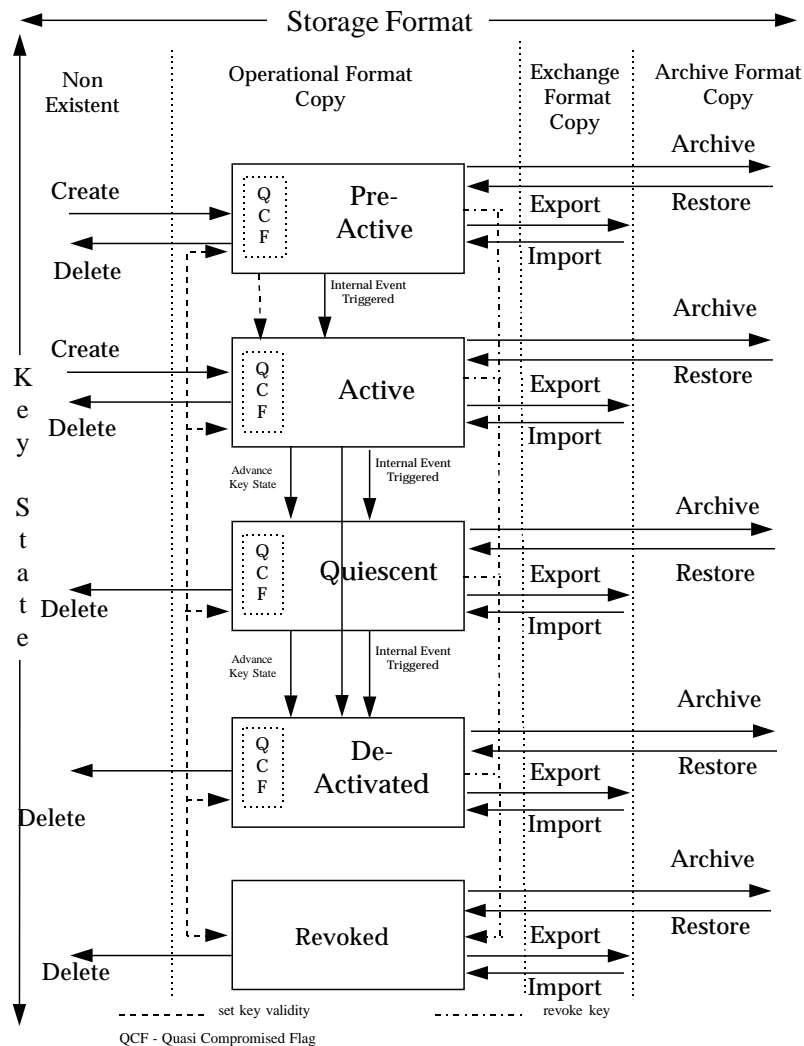 Storage Format
Non
Existent
Operational Format
Copy
Exchange
Format
Copy
Archive Format
Copy
Key State
Create
Delete
Q
C
F
Pre-
Active
Archive
Restore
Export
Import
Internal Event
Triggered
Create
Delete
Q
C
F
Active
Archive
Restore
Export
Import
Advance
Key State
Internal Event
Triggered
Delete
Q
C
F
Quiescent
Archive
Restore
Export
Import
Advance
Key State
Internal Event
Triggered
Delete
Q
C
F
De-
Activated
Archive
Restore
Export
Import
Delete
Revoked
Archive
Restore
Export
Import
set key validity
revoke key
QCF - Quasi Compromised Flag